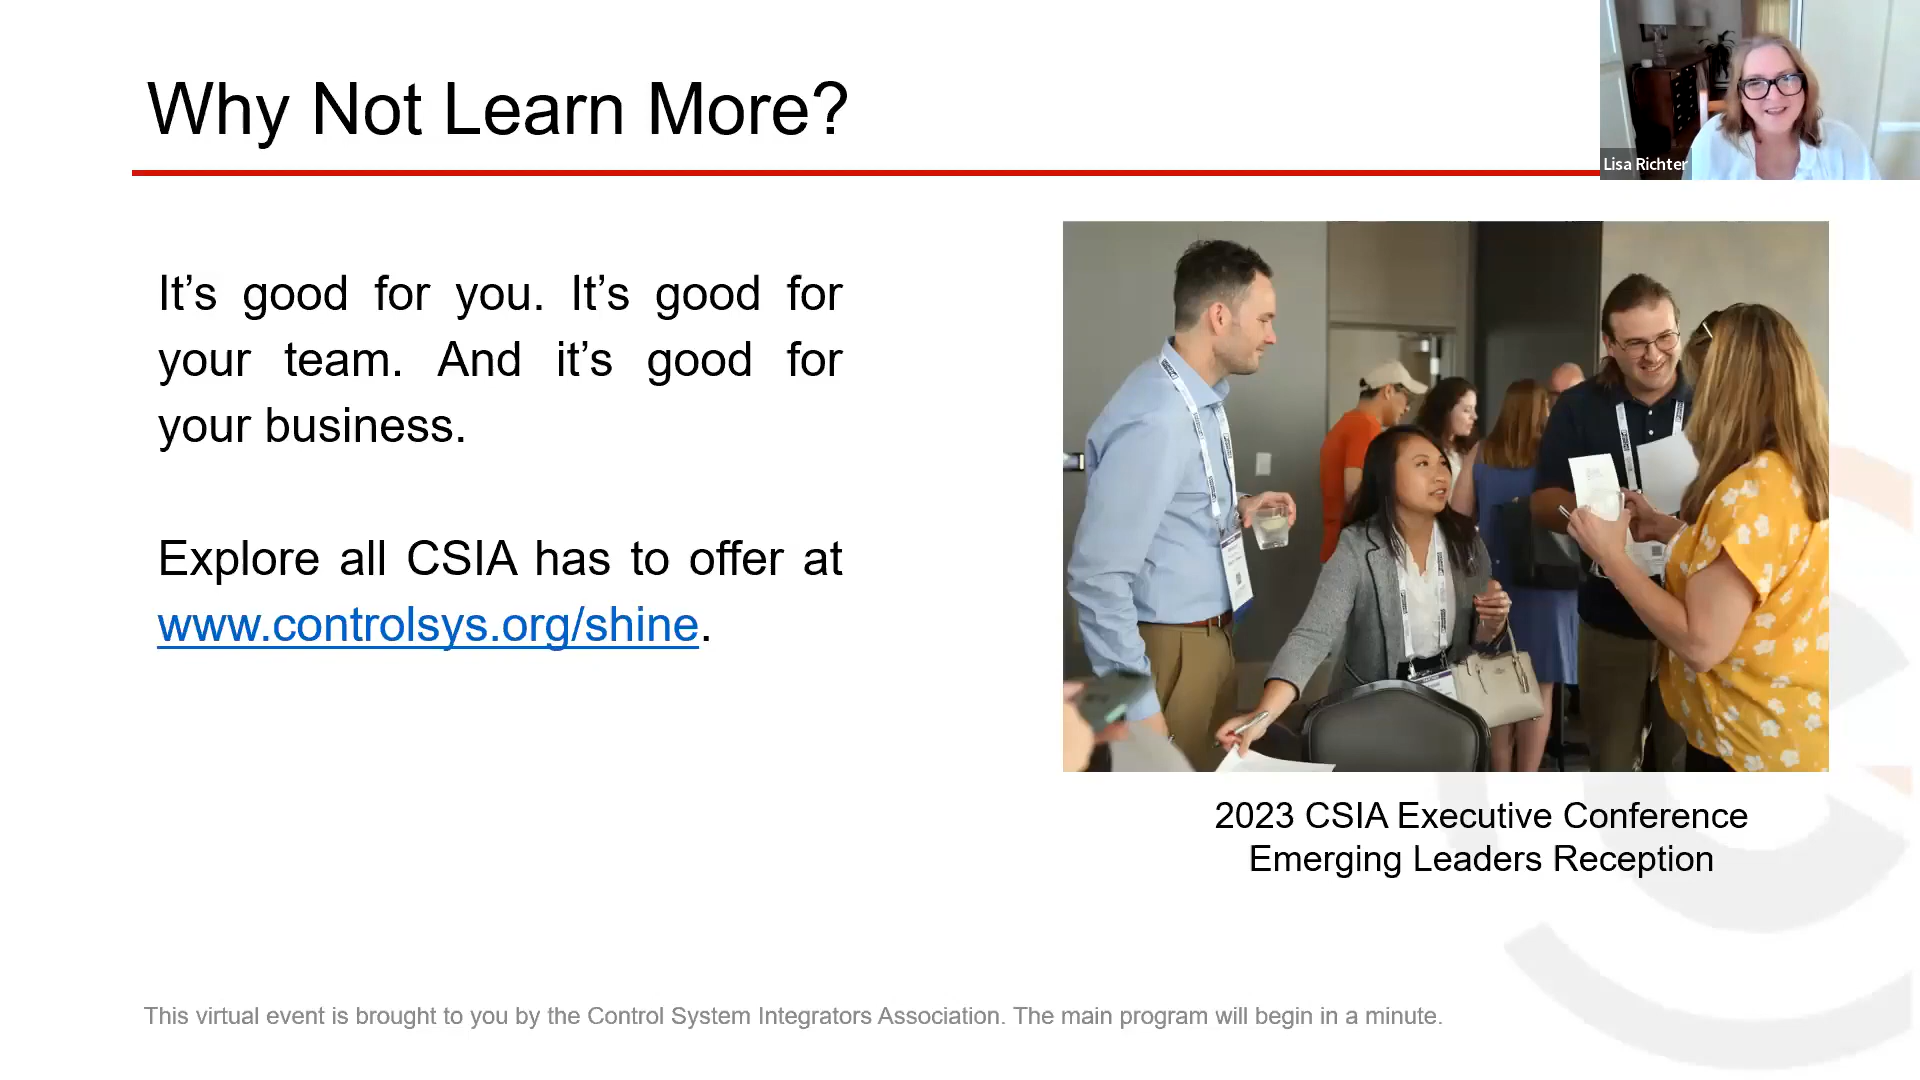 Why Not Learn More?
Lisa Richter
It’s good for you. It’s good for
your team. And it’s good for
your business.
Explore all CSIA has to offer at
www.controlsys.org/shine.
2023 CSIA Executive Conference
Emerging Leaders Reception
This virtual event is brought to you by the Control System Integrators Association. The main program will begin in a minute.